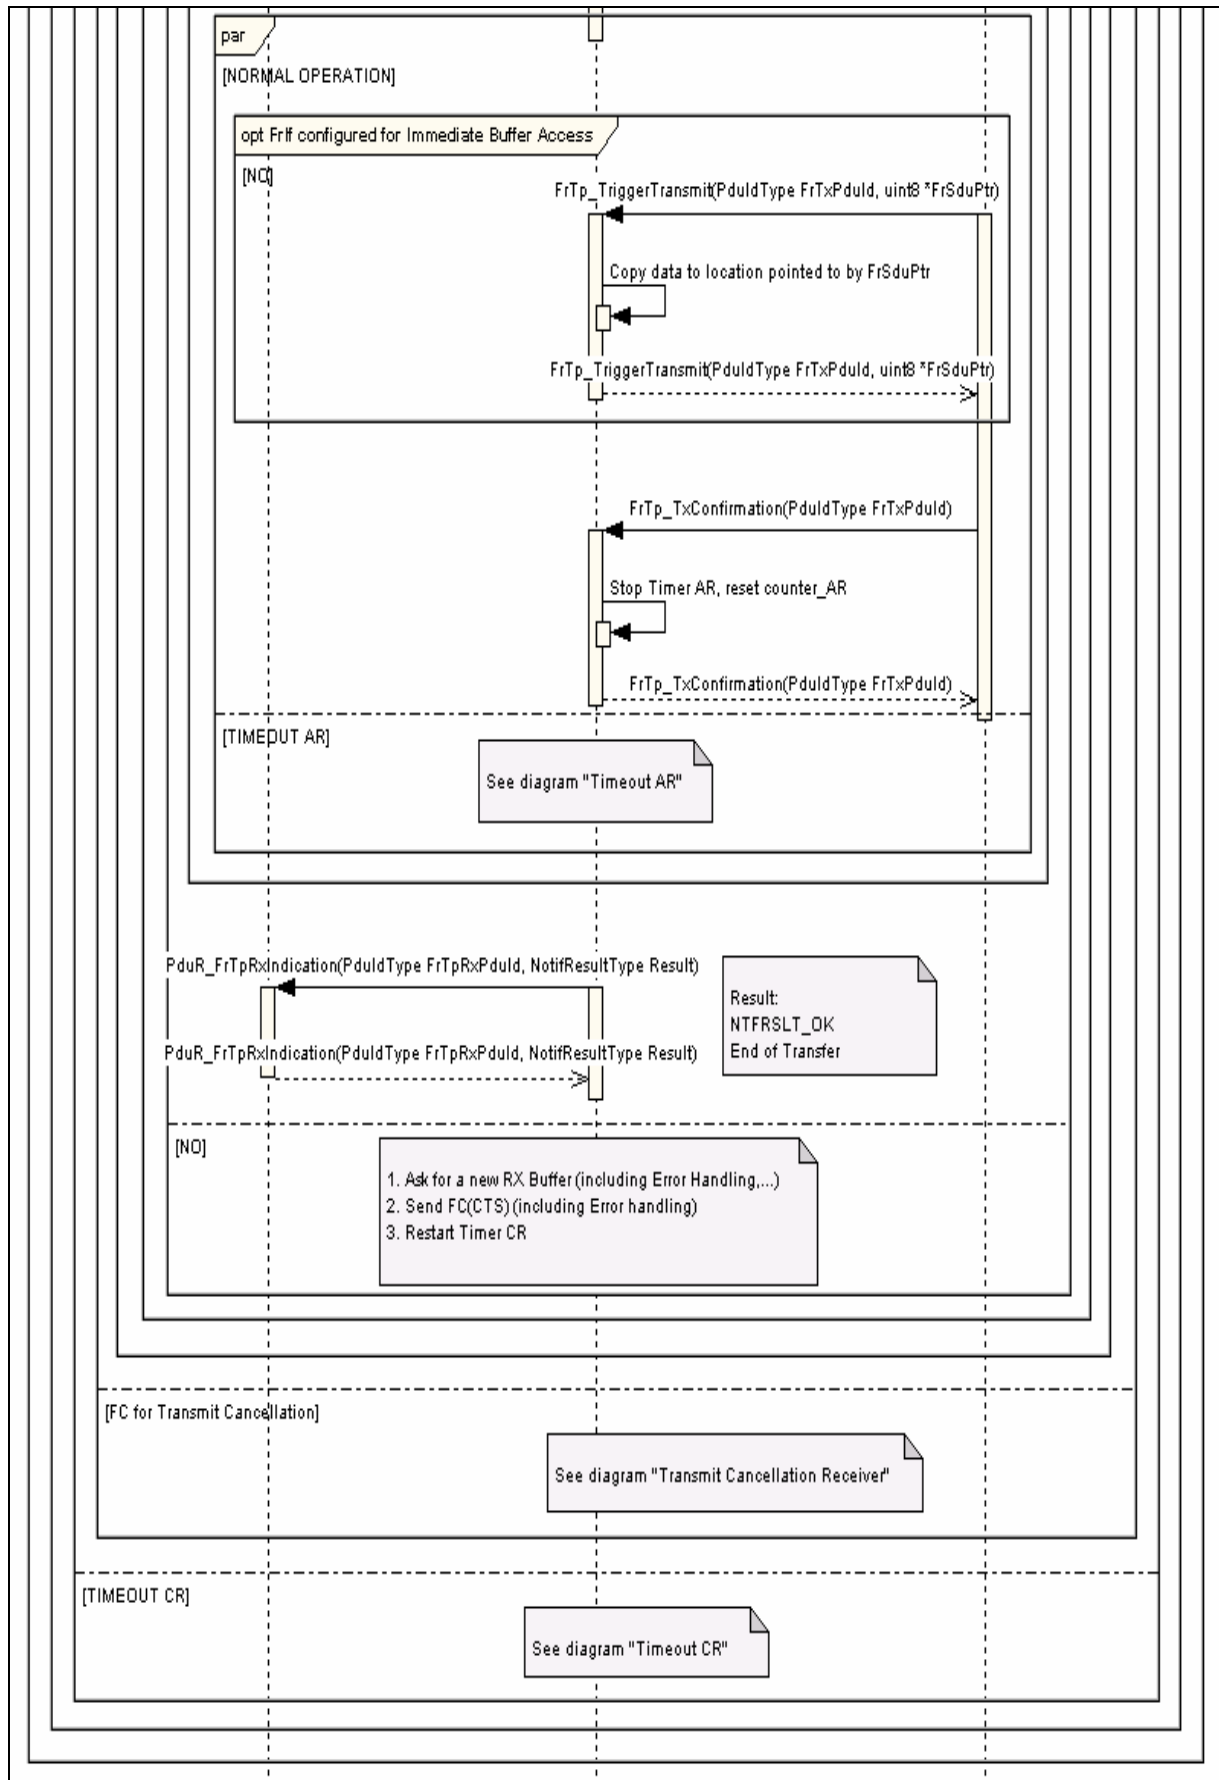 par
[NORMAL OPERATION]
opt FrIf configured for Immediate Buffer Access
[NO]
FrTp_TriggerTransmit(PduIdType FrTxPduId, uint8 *FrSduPtr)
Copy data to location pointed to by FrSduPtr
FrTp_TriggerTransmit(PduIdType FrTxPduId, uint8 *FrSduPtr)
FrTp_TxConfirmation(PduIdType FrTxPduId)
Stop Timer AR, reset counter_AR
FrTp_TxConfirmation(PduIdType FrTxPduId)
[TIMEOUT AR]
See diagram "Timeout AR"
PduR_FrTpRxIndication(PduIdType FrTpRxPduId, NotifResultType Result)
Result:
NTFRSLT_OK
End of Transfer
PduR_FrTpRxIndication(PduIdType FrTpRxPduId, NotifResultType Result)
[NO]
1. Ask for a new RX Buffer (including Error Handling,...)
2. Send FC(CTS) (including Error handling)
3. Restart Timer CR
[FC for Transmit Cancellation]
See diagram "Transmit Cancellation Receiver"
[TIMEOUT CR]
See diagram "Timeout CR"